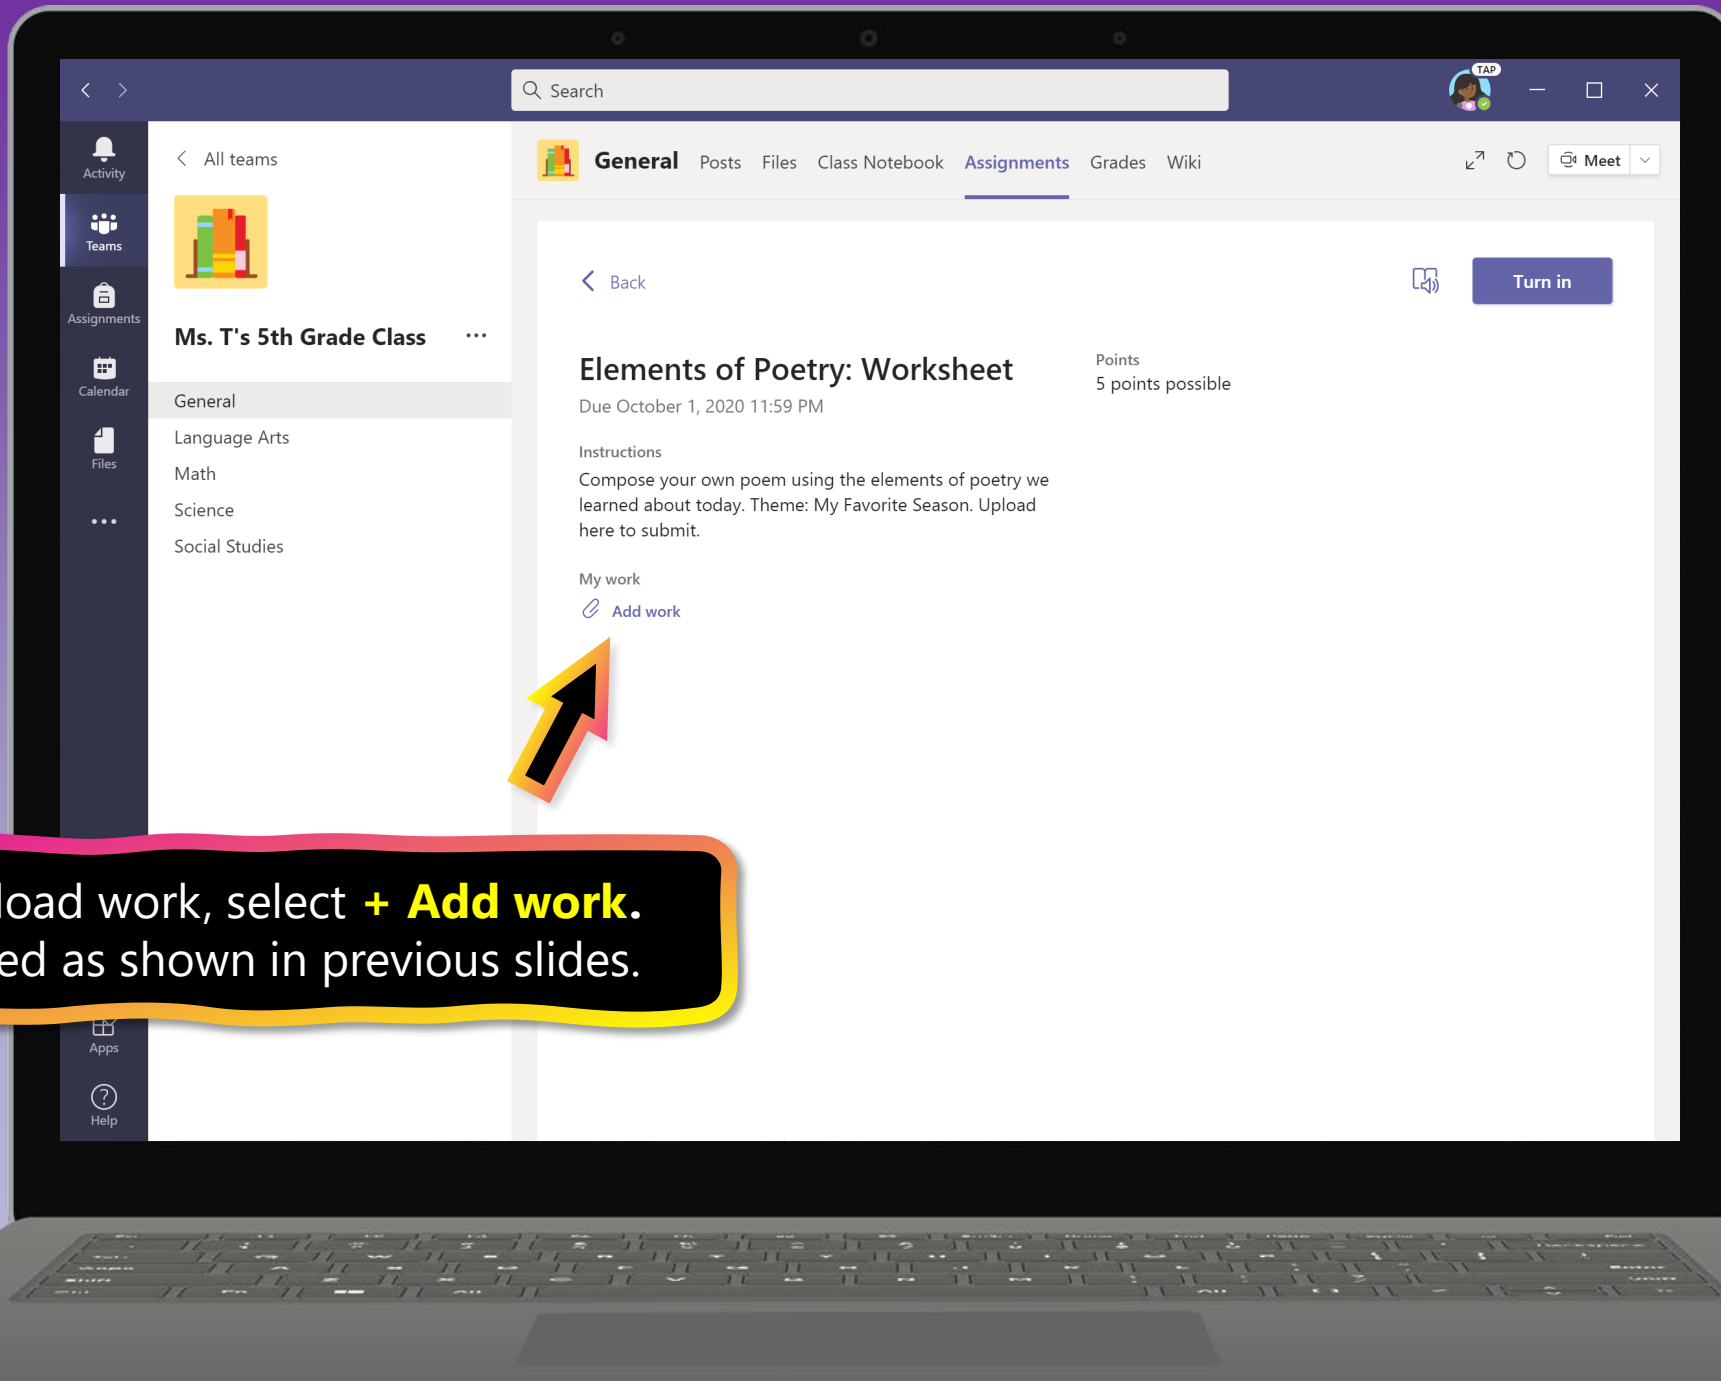 Search
TAP
Activity
Teams
Assignments
Calendar
Files
All teams
Ms. T's 5th Grade Class
General
Language Arts
Math
Science
Social Studies
General Posts Files Class Notebook Assignments Grades Wiki
Meet
Back
Turn in
Elements of Poetry: Worksheet
Due October 1, 2020 11:59 PM
Points
5 points possible
Instructions
Compose your own poem using the elements of poetry we
learned about today. Theme: My Favorite Season. Upload
here to submit.
My work
Add work
load work, select + Add work.
ed as shown in previous slides.
Apps
Help